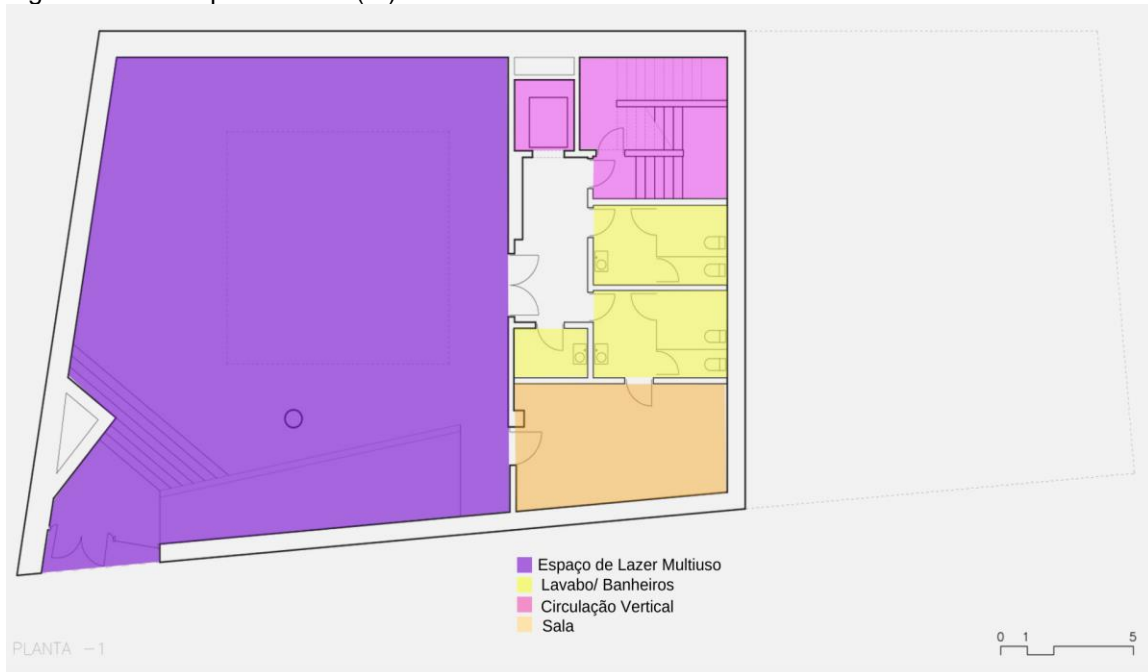 Espaço de Lazer Multiuso
Lavabo/ Banheiros
Circulação Vertical
Sala
PLANTA -1
0 1 5